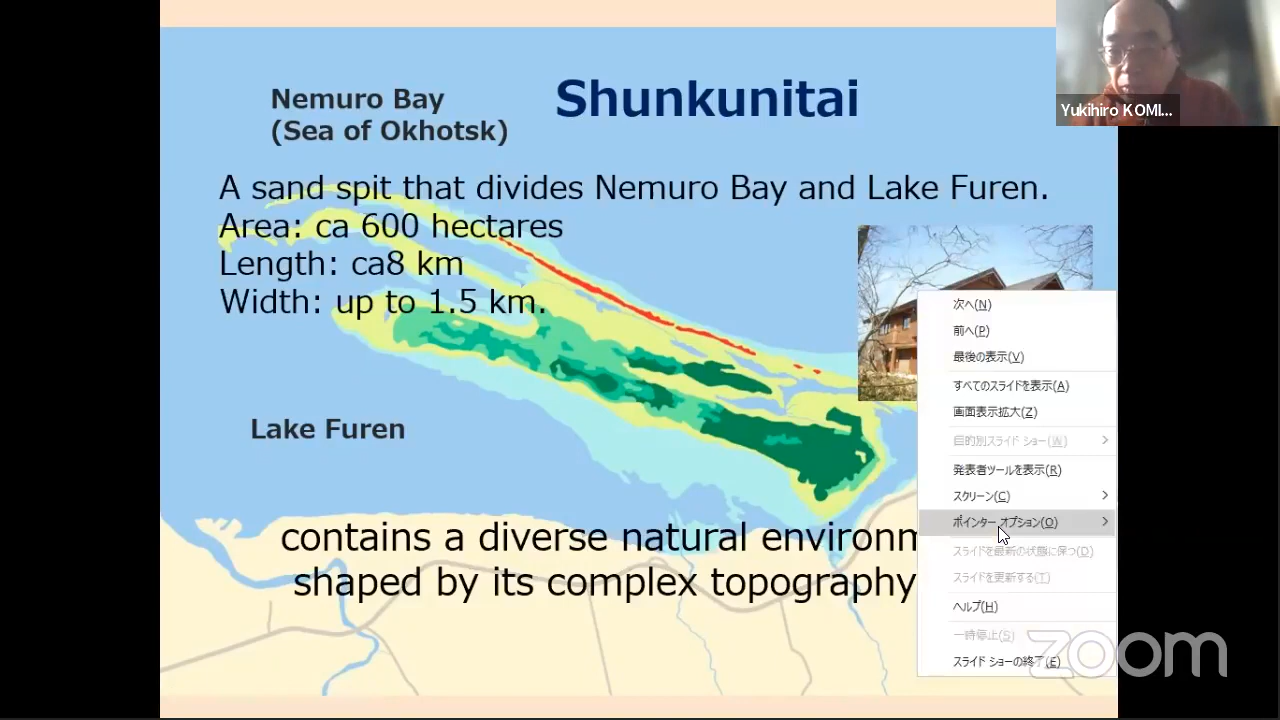 Nemuro Bay
(Sea of Okhotsk)
Shunkunitai
Yukihiro KOMI...
A sand spit that divides Nemuro Bay and Lake Furen.
Area: ca 600 hectares
Length: ca8 km
Width: up to 1.5 km.
Lake Furen
contains a diverse natural environm
shaped by its complex topography
次へ(N)
前へ(P)
最後の表示(V)
すべてのスライドを表示(A)
画面表示拡大(Z)
目的別スライド ショー(W)
発表者ツールを表示(R)
スクリーン(C)
ポインター オプション(O)
スライドを最新の状態に保つ(D)
スライドを更新する(T)
ヘルプ(H)
一時停止(S)
スライド ショーの終了(E)
zoom